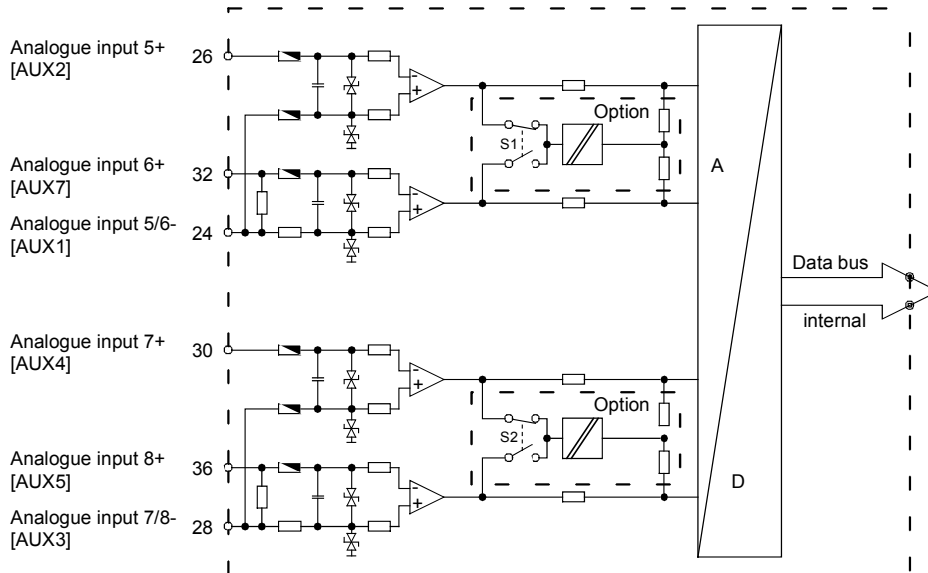 Analogue input 5+
[AUX2]
26
Analogue input 6+
[AUX7]
32
Analogue input 5/6-
[AUX1]
24
Option
S1
A
Data bus
internal
Analogue input 7+
[AUX4]
30
Analogue input 8+
[AUX5]
36
Analogue input 7/8-
[AUX3]
28
Option
S2
D